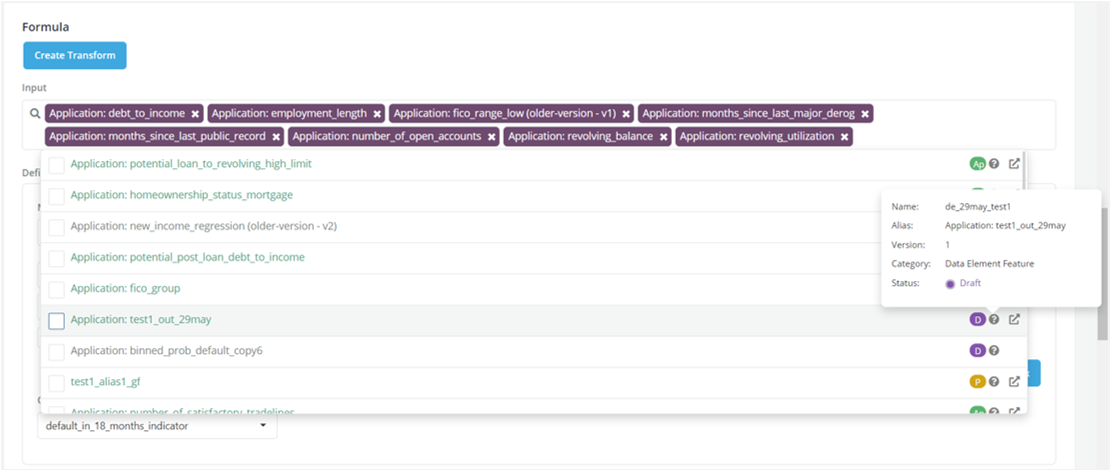 Formula
Create Transform
Input
Application: debt_to_income × Application: employment_length × Application: fico_range_low (older-version - v1) × Application: months_since_last_major_derog ×
Application: months_since_last_public_record × Application: number_of_open_accounts × Application: revolving_balance × Application: revolving_utilization ×
Application: potential_loan_to_revolving_high_limit Ap ?
Defi
Application: homeownership_status_mortgage
Application: new_income_regression (older-version - v2)
Application: potential_post_loan_debt_to_income
Application: fico_group
Application: test1_out_29may D ?
Application: binned_prob_default_copy6 D ?
test1_alias1_gf P ?
Application: number_of_satisfactory_tradelines Ap ?
default_in_18_months_indicator
Name: de_29may_test1
Alias: Application: test1_out_29may
Version: 1
Category: Data Element Feature
Status: Draft